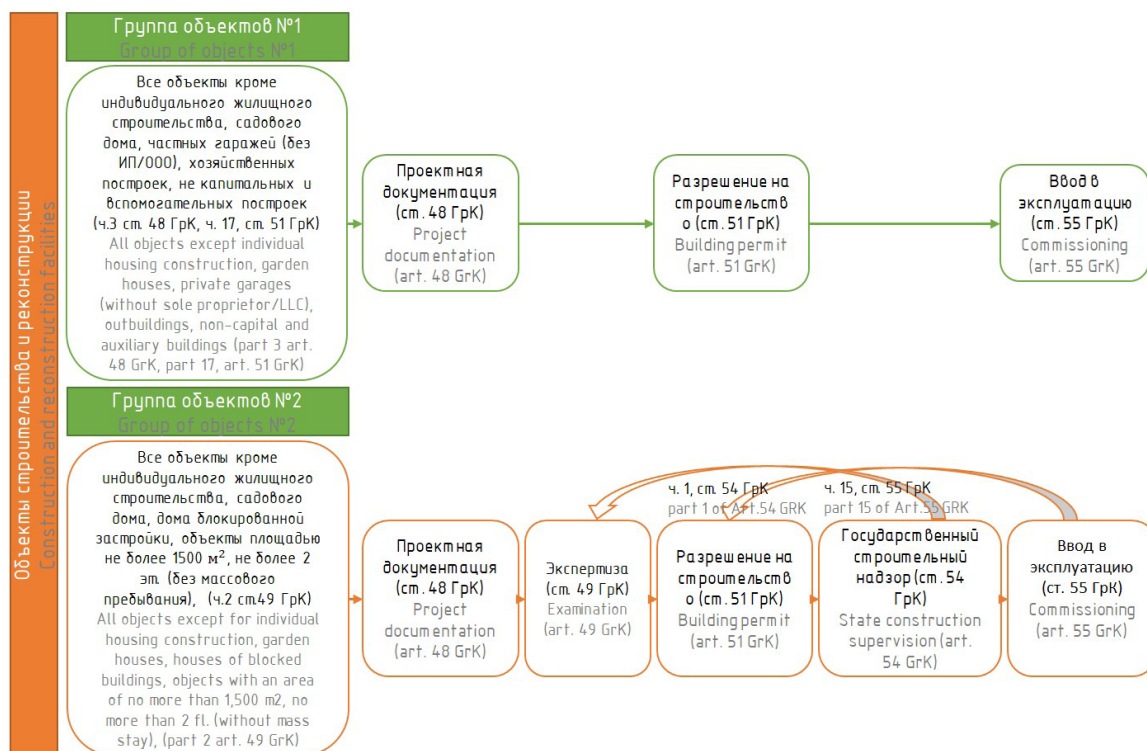 Объекты строительства и реконструкции
Construction and reconstruction facilities
Группа объектов №1
Group of objects №1
Все объекты кроме
индивидуального жилищного
строительства, садового
дома, частных гаражей (без
ИП/ООО), хозяйственных
построек, не капитальных и
вспомогательных построек
(ч.3 ст. 48 ГрК, ч. 17, ст. 51 ГрК)
All objects except individual
housing construction, garden
houses, private garages
(without sole proprietor/LLC),
outbuildings, non-capital and
auxiliary buildings (part 3 art.
48 GrK, part 17, art. 51 GrK)
Проектная
документация
(ст. 48 ГрК)
Project
documentation
(art. 48 GrK)
Разрешение на
строительств
о (ст. 51 ГрК)
Building permit
(art. 51 GrK)
Ввод в
эксплуатацию
(ст. 55 ГрК)
Commissioning
(art. 55 GrK)
Группа объектов №2
Group of objects №2
Все объекты кроме
индивидуального жилищного
строительства, садового
дома, дома блокированной
застройки, объекты площадью
не более 1500 м², не более 2
эт. (без массового
пребывания), (ч.2 ст.49 ГрК)
All objects except for individual
housing construction, garden
houses, houses of blocked
buildings, objects with an area
of no more than 1,500 m2, no
more than 2 fl. (without mass
stay), (part 2 art. 49 GrK)
Проектная
документация
(ст. 48 ГрК)
Project
documentation
(art. 48 GrK)
Экспертиза
(ст. 49 ГрК)
Examination
(art. 49 GrK)
ч. 1, ст. 54 ГрК
part 1 of Art.54 GRK
Разрешение на
строительств
о (ст. 51 ГрК)
Building permit
(art. 51 GrK)
ч. 15, ст. 55 ГрК
part 15 of Art.55 GRK
Государственный
строительный
надзор (ст. 54
ГрК)
State construction
supervision (art.
54 GrK)
Ввод в
эксплуатацию
(ст. 55 ГрК)
Commissioning
(art. 55 GrK)